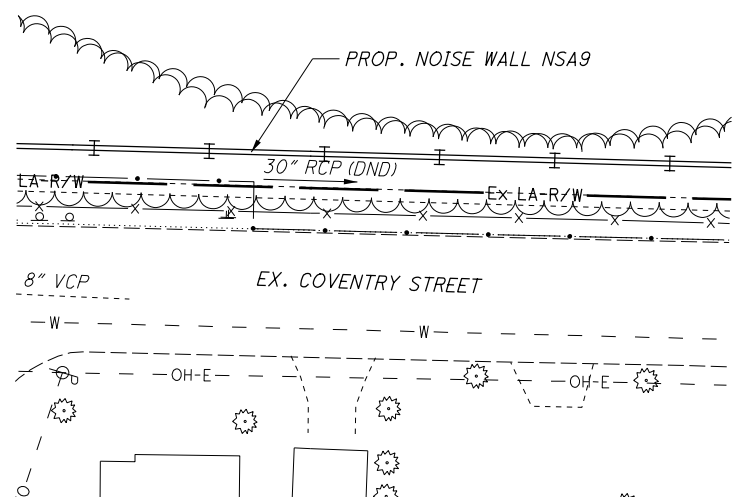 PROP. NOISE WALL NSA9
30" RCP (DND)
LA-R/W
EX LA-R/W
8" VCP
EX. COVENTRY STREET
W
W
OH-E
OH-E